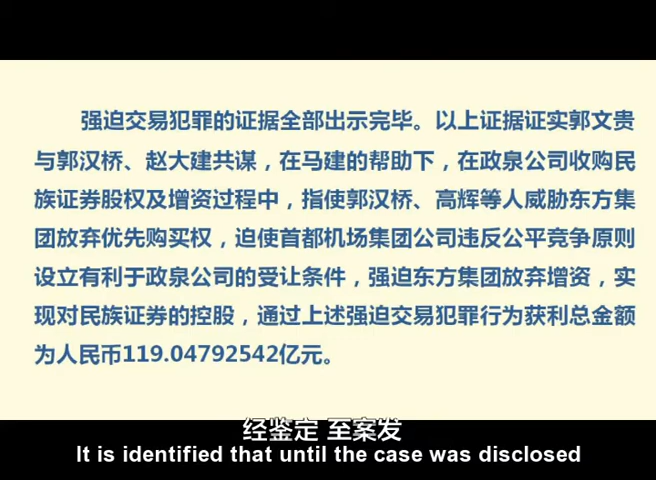 强迫交易犯罪的证据全部出示完毕。以上证据证实郭文贵
与郭汉桥、赵大建共谋，在马建的帮助下，在政泉公司收购民
族证券股权及增资过程中，指使郭汉桥、高辉等人威胁东方集
团放弃优先购买权，迫使首都机场集团公司违反公平竞争原则
设立有利于政泉公司的受让条件，强迫东方集团放弃增资，实
现对民族证券的控股，通过上述强迫交易犯罪行为获利总金额
为人民币119.04792542亿元。
经鉴定 至案发
It is identified that until the case was disclosed